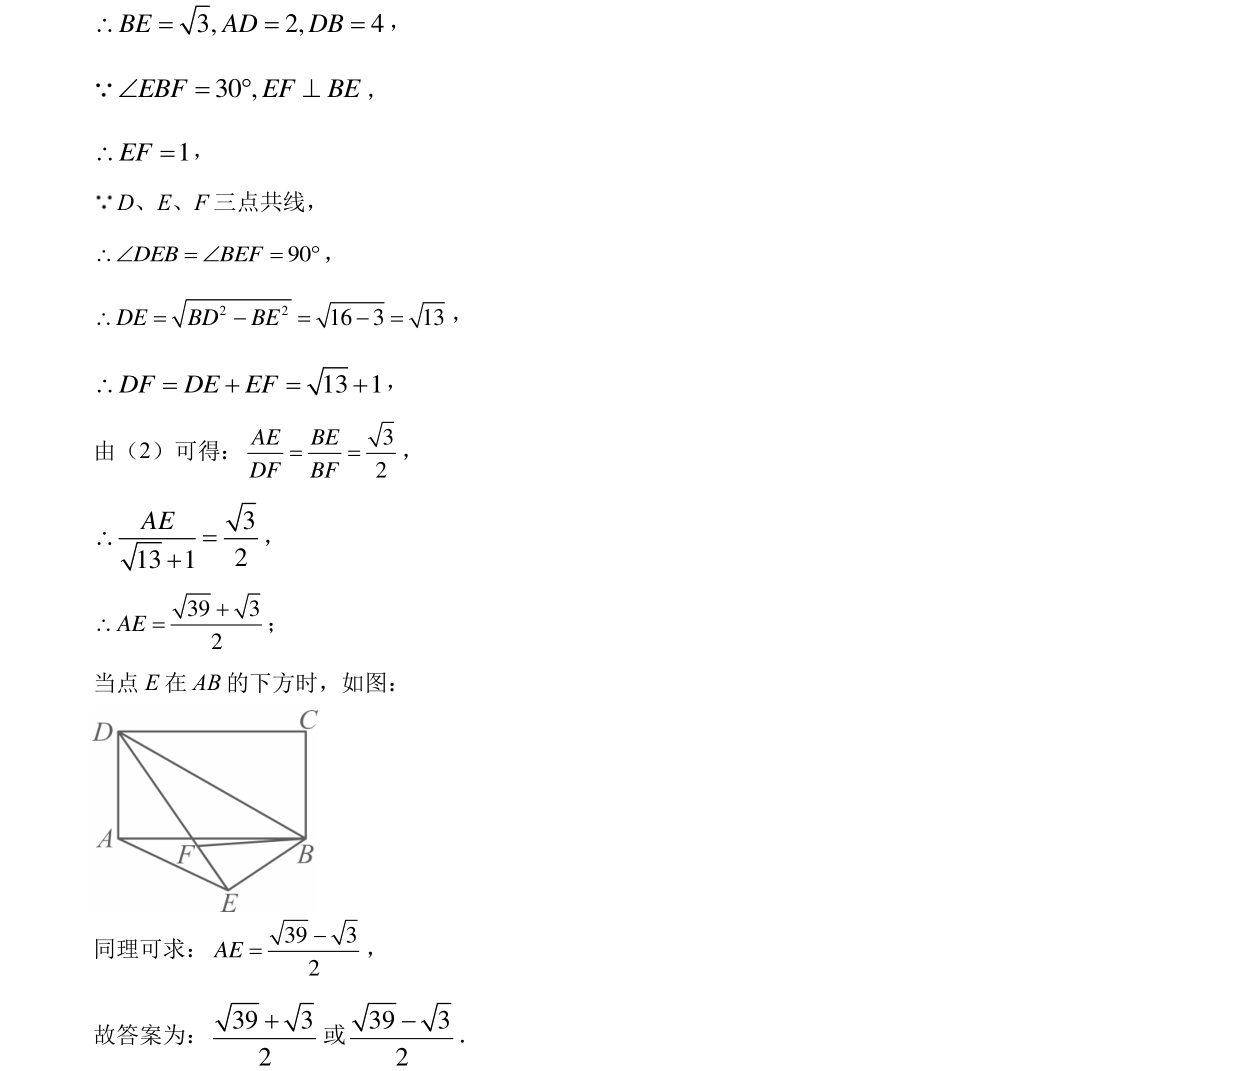 ∴BE=√3,AD=2,DB=4，
∵∠EBF=30°,EF⊥BE，
∴EF=1，
∵D、E、F三点共线，
∴∠DEB=∠BEF=90°，
∴DE=√(BD²−BE²)=√(16−3)=√13，
∴DF=DE+EF=√13+1，
由（2）可得：AE/DF=BE/BF=√3/2，
∴AE/(√13+1)=√3/2，
∴AE=(√39+√3)/2；
当点E在AB的下方时，如图：
D C
A F B
E
同理可求：AE=(√39−√3)/2，
故答案为：(√39+√3)/2或(√39−√3)/2．